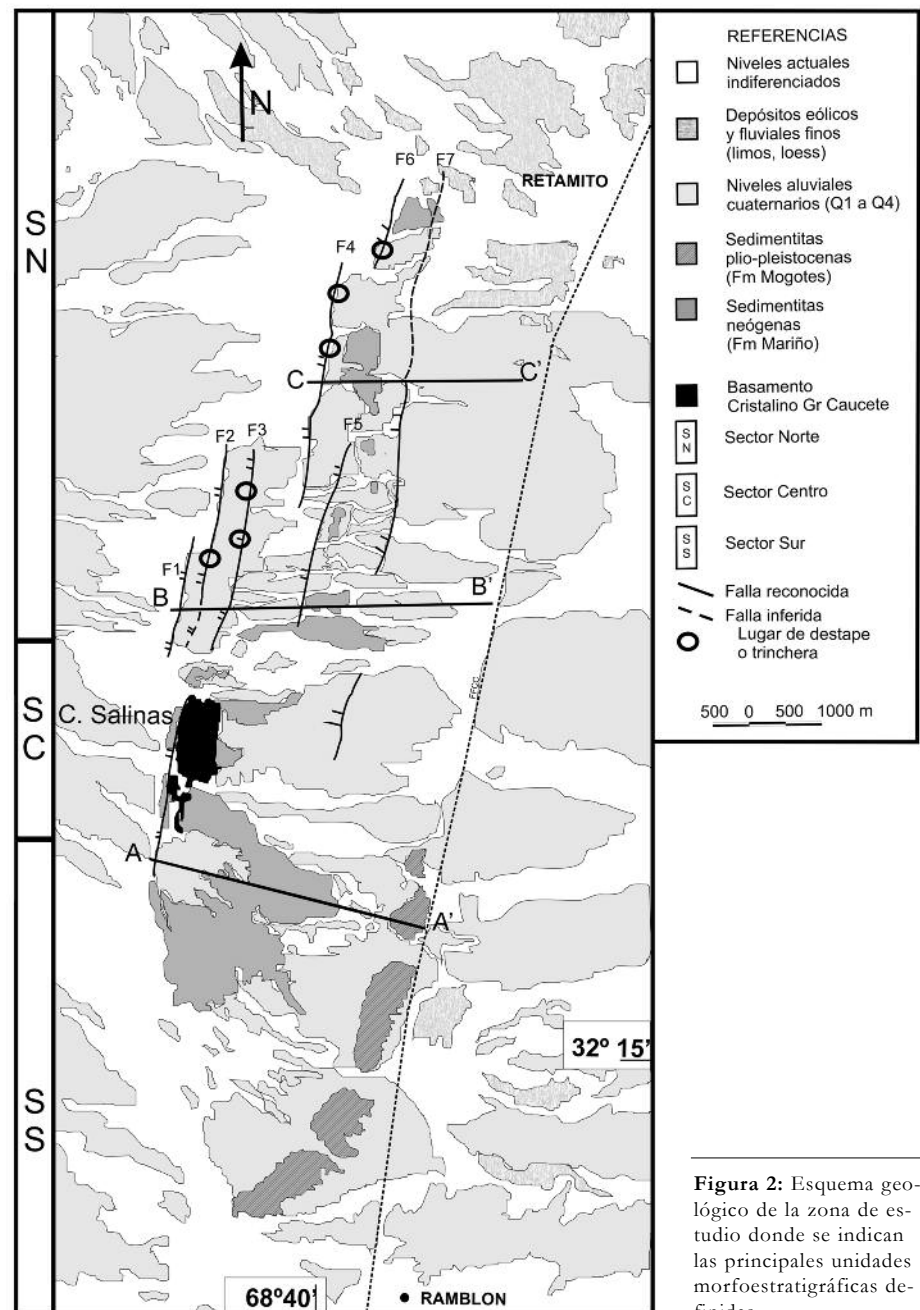 N
F6
F7
RETAMITO
F4
S
N
C
C'
F2
F3
F5
F1
B
B'
FFCC
S
C
C. Salinas
A
A'
32º 15'
S
S
68º40'
RAMBLON
REFERENCIAS
Niveles actuales
indiferenciados
Depósitos eólicos
y fluviales finos
(limos, loess)
Niveles aluviales
cuaternarios (Q1 a Q4)
Sedimentitas
plio-pleistocenas
(Fm Mogotes)
Sedimentitas
neógenas
(Fm Mariño)
Basamento
Cristalino Gr Caucete
S
N
Sector Norte
S
C
Sector Centro
S
S
Sector Sur
Falla reconocida
Falla inferida
Lugar de destape
o trinchera
500 0 500 1000 m
Figura 2: Esquema geo-
lógico de la zona de es-
tudio donde se indican
las principales unidades
morfoestratigráficas de-